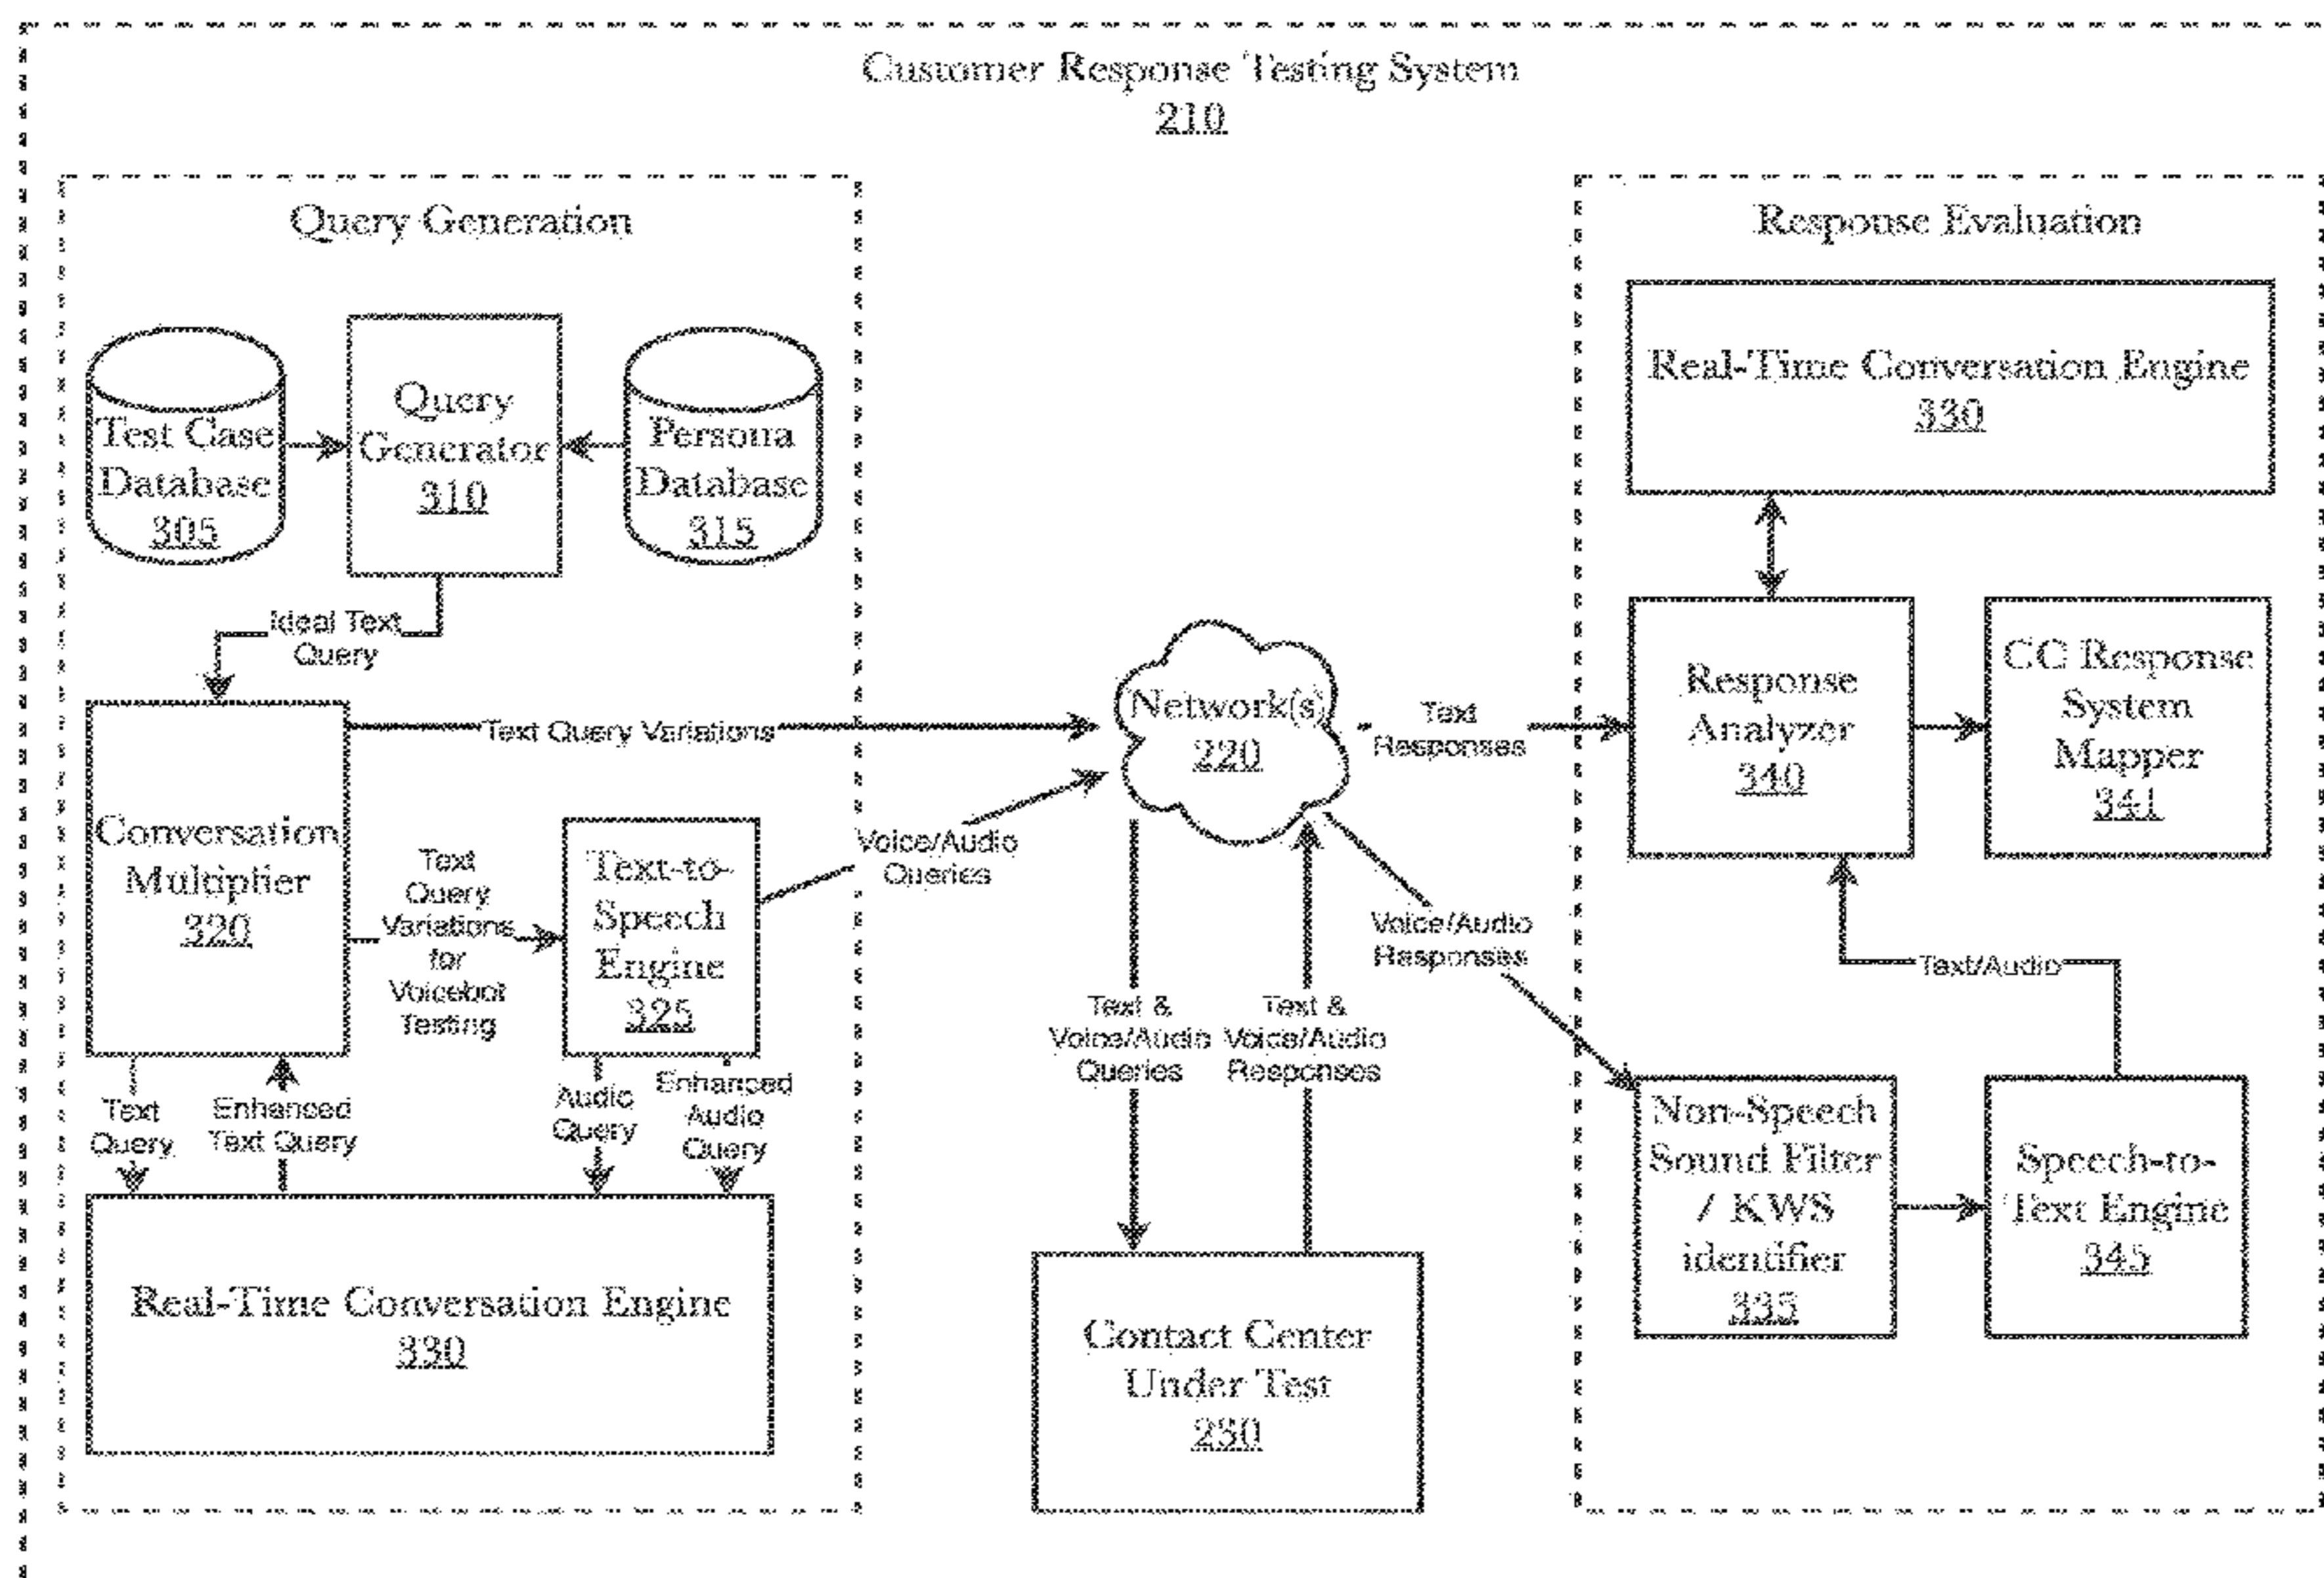 Customer Response Testing System
210
Query Generation
Test Case
Database
305
Query
Generator
310
Persona
Database
315
Ideal Text
Query
Conversation
Multiplier
320
Text Query Variations
Text
Query
Variations
for
Voicebot
Testing
Text-to-
Speech
Engine
325
Voice/Audio
Queries
Text
Query
Enhanced
Text Query
Audio
Query
Enhanced
Audio
Query
Real-Time Conversation Engine
330
Network(s)
220
Text &
Voice/Audio
Queries
Text &
Voice/Audio
Responses
Contact Center
Under Test
230
Text
Responses
Voice/Audio
Responses
Response Evaluation
Real-Time Conversation Engine
330
Response
Analyzer
340
CC Response
System
Mapper
341
Text/Audio
Non-Speech
Sound Filter
/ KWS
identifier
335
Speech-to-
Text Engine
345